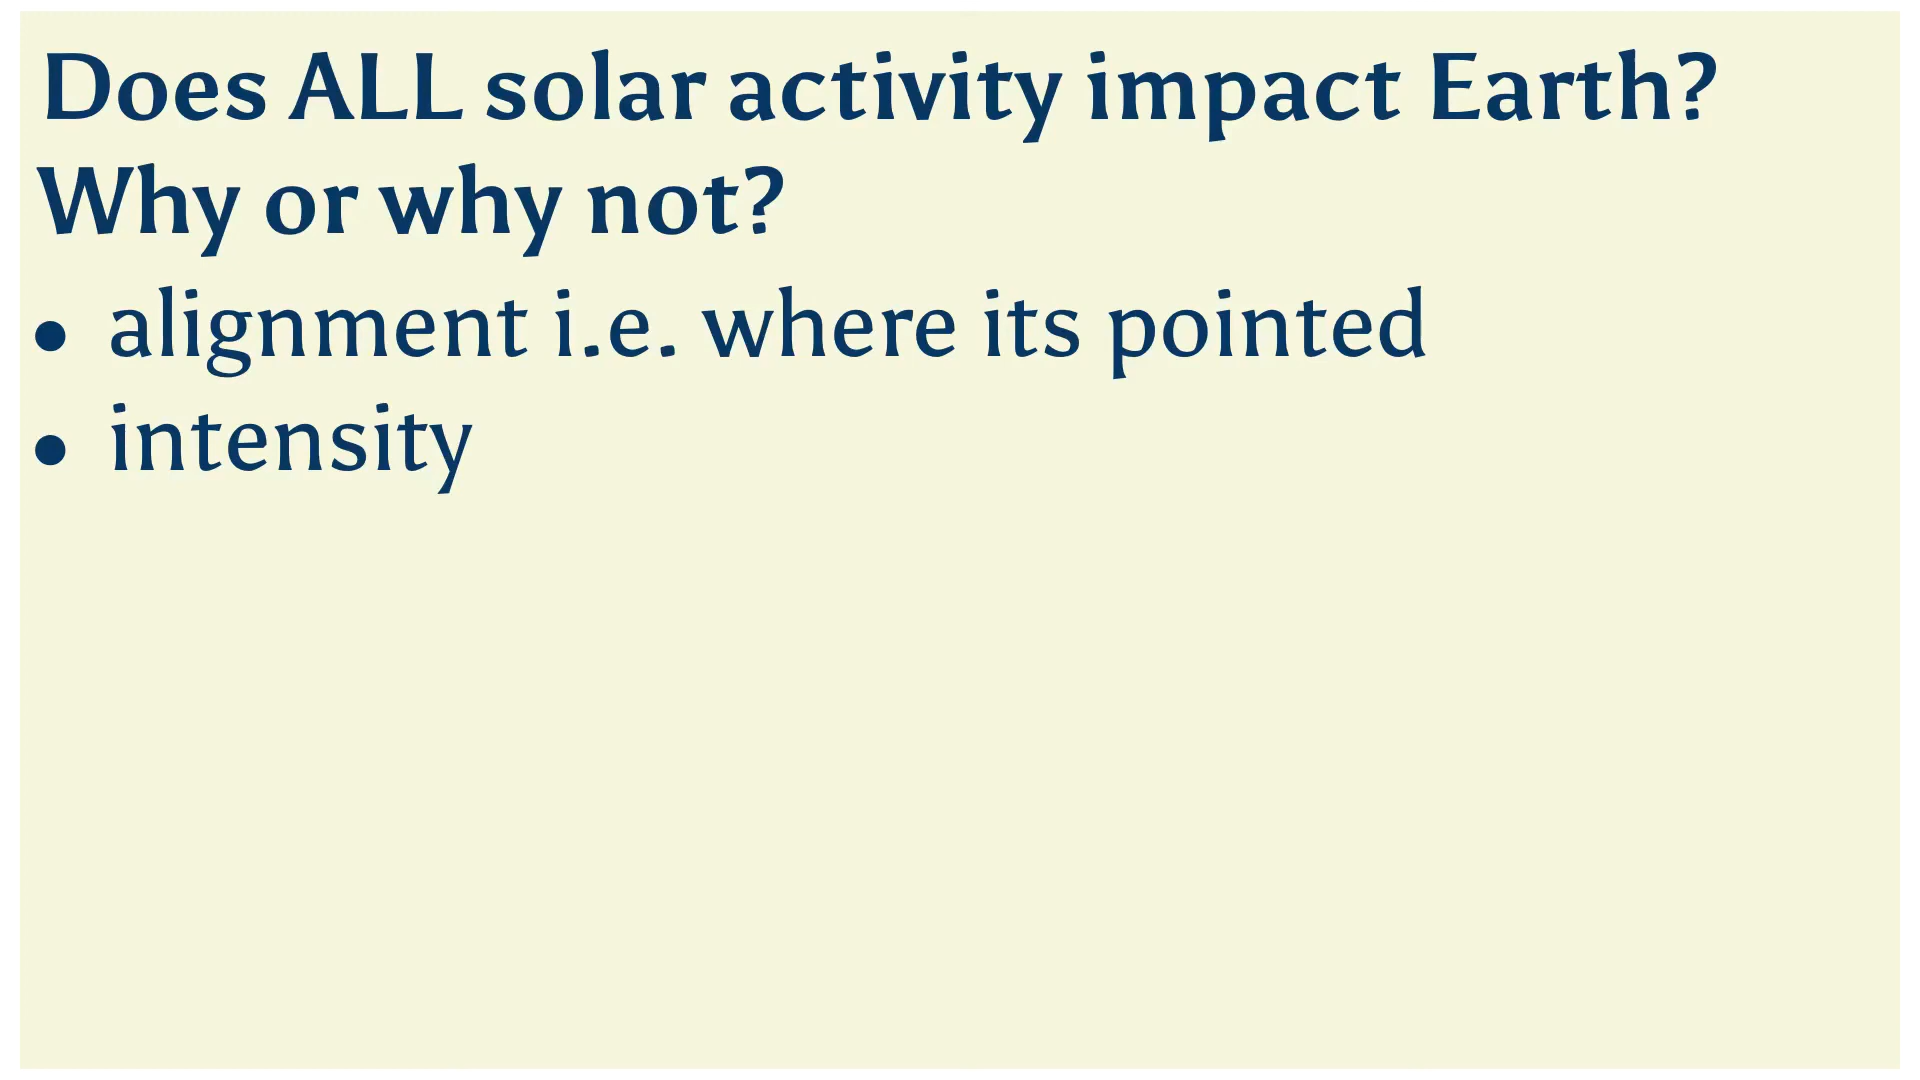 Does ALL solar activity impact Earth?
Why or why not?
• alignment i.e. where its pointed
• intensity